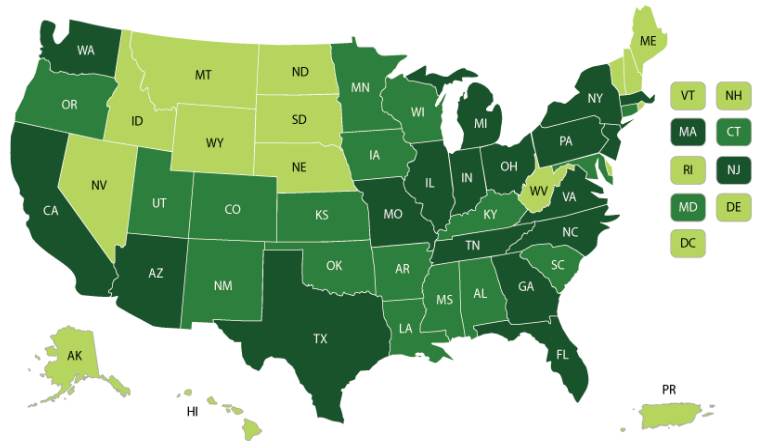 WA
MT
ND
MN
ME
OR
ID
WY
SD
WI
MI
NY
VT NH
MA CT
NV
NE
IA
PA
RI NJ
CA
UT
CO
KS
MO
IL
IN
OH
WV
VA
MD DE
KY
NC
DC
AZ
NM
OK
AR
TN
SC
MS
AL
GA
TX
LA
FL
AK
HI
PR